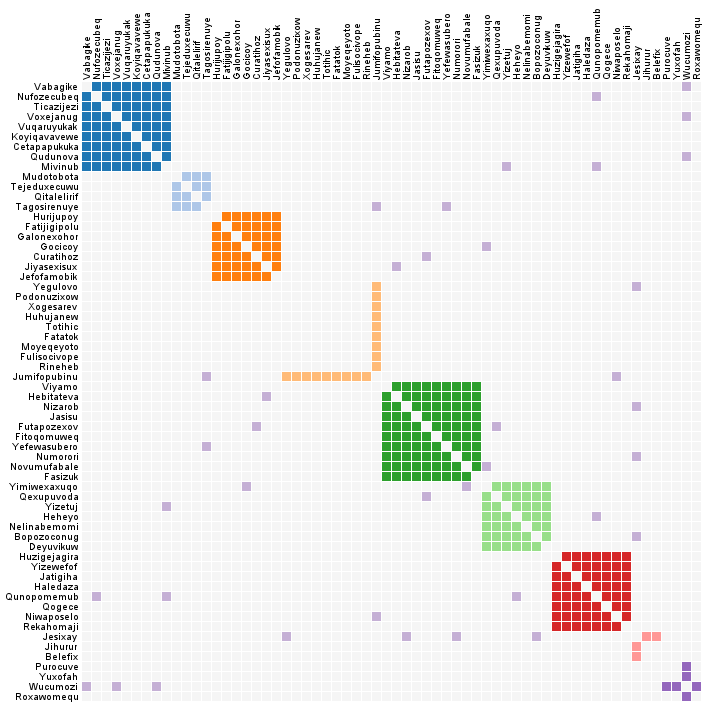 Vabagike
Nufozecubeq
Ticazijezi
Voxejanug
Vuqaruyukak
Koyiqavavewe
Cetapapukuka
Qudunova
Mivinub
Mudotobota
Tejeduxecuwu
Qitalelirif
Tagosirenuye
Hurijupoy
Fatijigipolu
Galonexohor
Gocicoy
Curatihoz
Jiyasexisux
Jefofamobik
Yegulovo
Podonuzixow
Xogesarev
Huhujanew
Totihic
Fatatok
Moyeqeyoto
Fulisocivope
Rineheb
Jumifopubinu
Viyamo
Hebitateva
Nizarob
Jasisu
Futapozexov
Fitoqomuweq
Yefewasubero
Numorori
Novumufabale
Fasizuk
Yimiwexaxuqo
Qexupuvoda
Yizetuj
Heheyo
Nelinabemomi
Bopozoconug
Deyuvikuw
Huzigejagira
Yizewefof
Jatigiha
Haledaza
Qunopomemub
Qogece
Niwaposelo
Rekahomaji
Jesixay
Jihurur
Belefix
Purocuve
Yuxofah
Wucumozi
Roxawomequ
Vabagike
Nufozecubeq
Ticazijezi
Voxejanug
Vuqaruyukak
Koyiqavavewe
Cetapapukuka
Qudunova
Mivinub
Mudotobota
Tejeduxecuwu
Qitalelirif
Tagosirenuye
Hurijupoy
Fatijigipolu
Galonexohor
Gocicoy
Curatihoz
Jiyasexisux
Jefofamobik
Yegulovo
Podonuzixow
Xogesarev
Huhujanew
Totihic
Fatatok
Moyeqeyoto
Fulisocivope
Rineheb
Jumifopubinu
Viyamo
Hebitateva
Nizarob
Jasisu
Futapozexov
Fitoqomuweq
Yefewasubero
Numorori
Novumufabale
Fasizuk
Yimiwexaxuqo
Qexupuvoda
Yizetuj
Heheyo
Nelinabemomi
Bopozoconug
Deyuvikuw
Huzigejagira
Yizewefof
Jatigiha
Haledaza
Qunopomemub
Qogece
Niwaposelo
Rekahomaji
Jesixay
Jihurur
Belefix
Purocuve
Yuxofah
Wucumozi
Roxawomequ